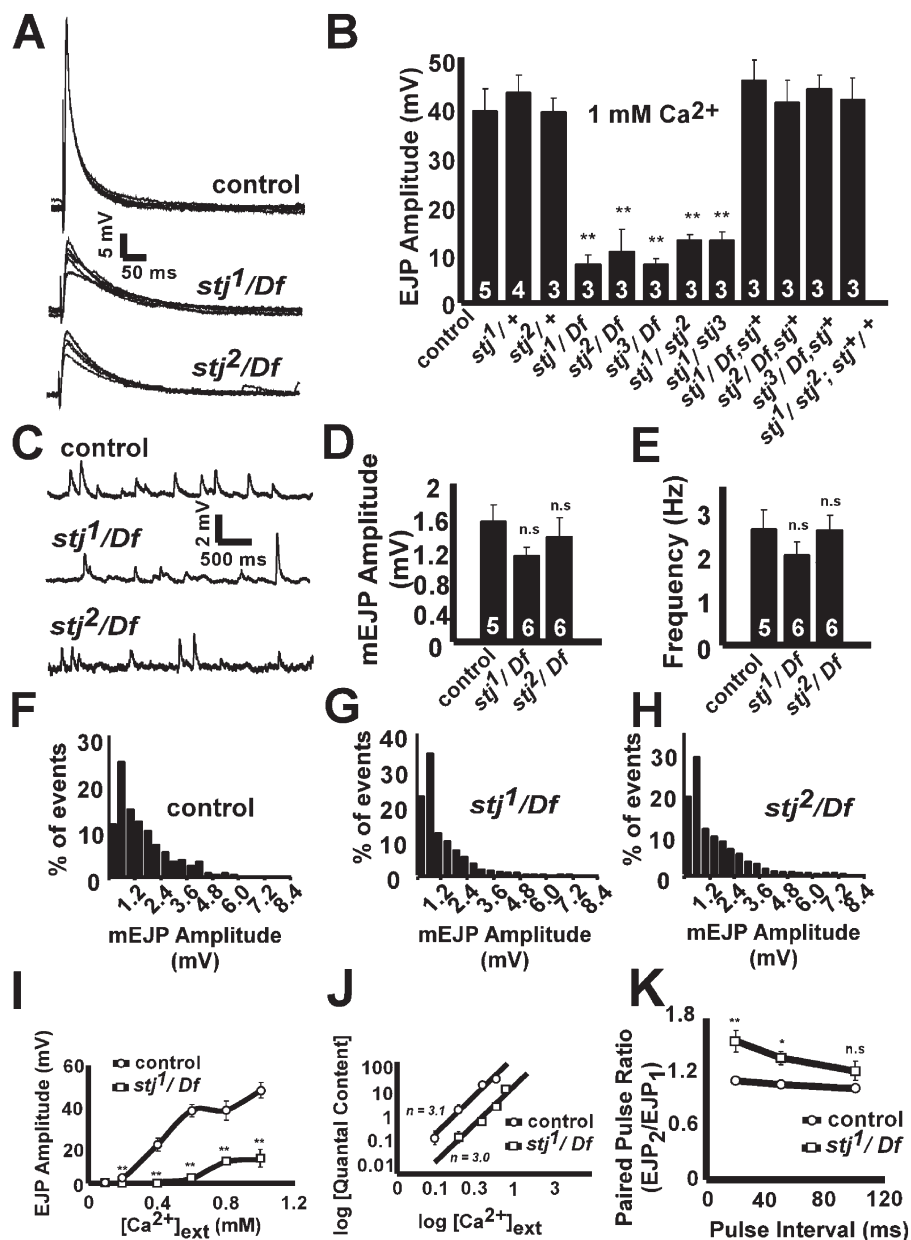 A
control
5 mV
50 ms
stj1/Df
stj2/Df
B
EJP Amplitude (mV)
50
40
30
20
10
0
1 mM Ca2+
**
**
**
**
**
5
4
3
3
3
3
3
3
3
3
3
3
control
stj1/+
stj2/+
stj1/Df
stj2/Df
stj3/Df
stj1/stj2
stj1/stj3
stj1/Df,stj+
stj2/Df,stj+
stj3/Df,stj+
stj1/stj2; stj+/+
C
control
stj1/Df
2 mV
500 ms
stj2/Df
D
mEJP Amplitude (mV)
2
1.6
1.2
0.8
0.4
0
n.s
n.s
5
6
6
control
stj1/Df
stj2/Df
E
Frequency (Hz)
3
2
1
0
n.s
n.s
5
6
6
control
stj1/Df
stj2/Df
F
% of events
30
20
10
0
control
1.2
2.4
3.6
4.8
6.0
7.2
8.4
mEJP Amplitude
(mV)
G
% of events
40
30
20
10
0
stj1/Df
1.2
2.4
3.6
4.8
6.0
7.2
8.4
mEJP Amplitude
(mV)
H
% of events
30
20
10
0
stj2/Df
1.2
2.4
3.6
4.8
6.0
7.2
8.4
mEJP Amplitude
(mV)
I
EJP Amplitude (mV)
60
40
20
0
control
stj1/Df
**
**
**
**
**
0
0.4
0.8
1.2
[Ca2+]ext (mM)
J
log [Quantal Content]
100
10
1
0.1
0.01
n = 3.1
n = 3.0
control
stj1/Df
0
0.1
0.3
1
3
log [Ca2+]ext
K
Paired Pulse Ratio
(EJP2/EJP1)
1.8
1.2
0.6
0
**
*
n.s
control
stj1/Df
0
40
80
120
Pulse Interval (ms)